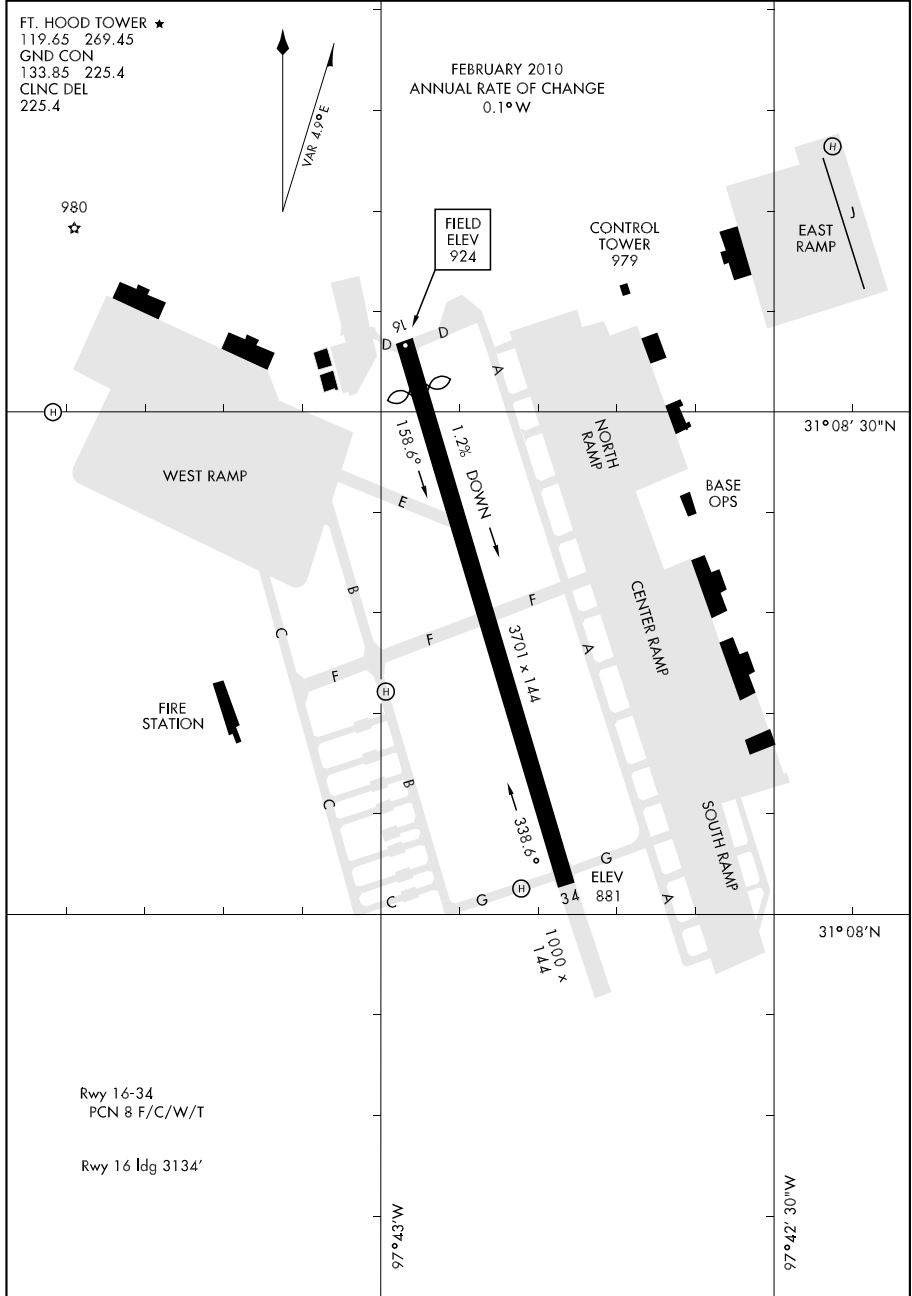 FT. HOOD TOWER ★
119.65 269.45
GND CON
133.85 225.4
CLNC DEL
225.4
VAR 4.9° E
FEBRUARY 2010
ANNUAL RATE OF CHANGE
0.1° W
980
FIELD
ELEV
924
CONTROL
TOWER
979
H
EAST
RAMP
J
16
D
D
A
H
31° 08' 30"N
WEST RAMP
158.6°
1.2% DOWN
NORTH
RAMP
BASE
OPS
E
B
C
F
F
F
3701 x 144
A
CENTER RAMP
H
FIRE
STATION
C
B
338.6°
SOUTH RAMP
G
ELEV
881
A
H
34
C
G
31° 08'N
1000 x
144
Rwy 16-34
PCN 8 F/C/W/T
Rwy 16 ldg 3134'
97° 43'W
97° 42' 30"W